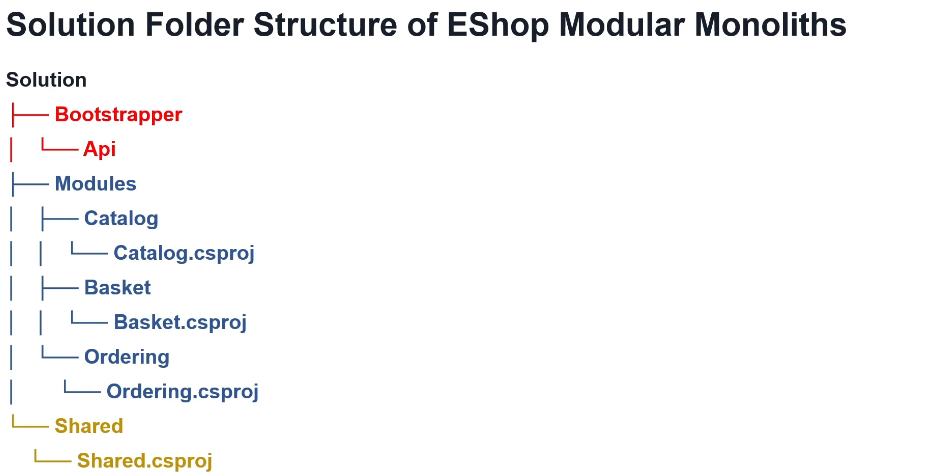 Solution Folder Structure of EShop Modular Monoliths
Solution
├── Bootstrapper
│   └── Api
├── Modules
│   ├── Catalog
│   │   └── Catalog.csproj
│   ├── Basket
│   │   └── Basket.csproj
│   └── Ordering
│       └── Ordering.csproj
└── Shared
    └── Shared.csproj